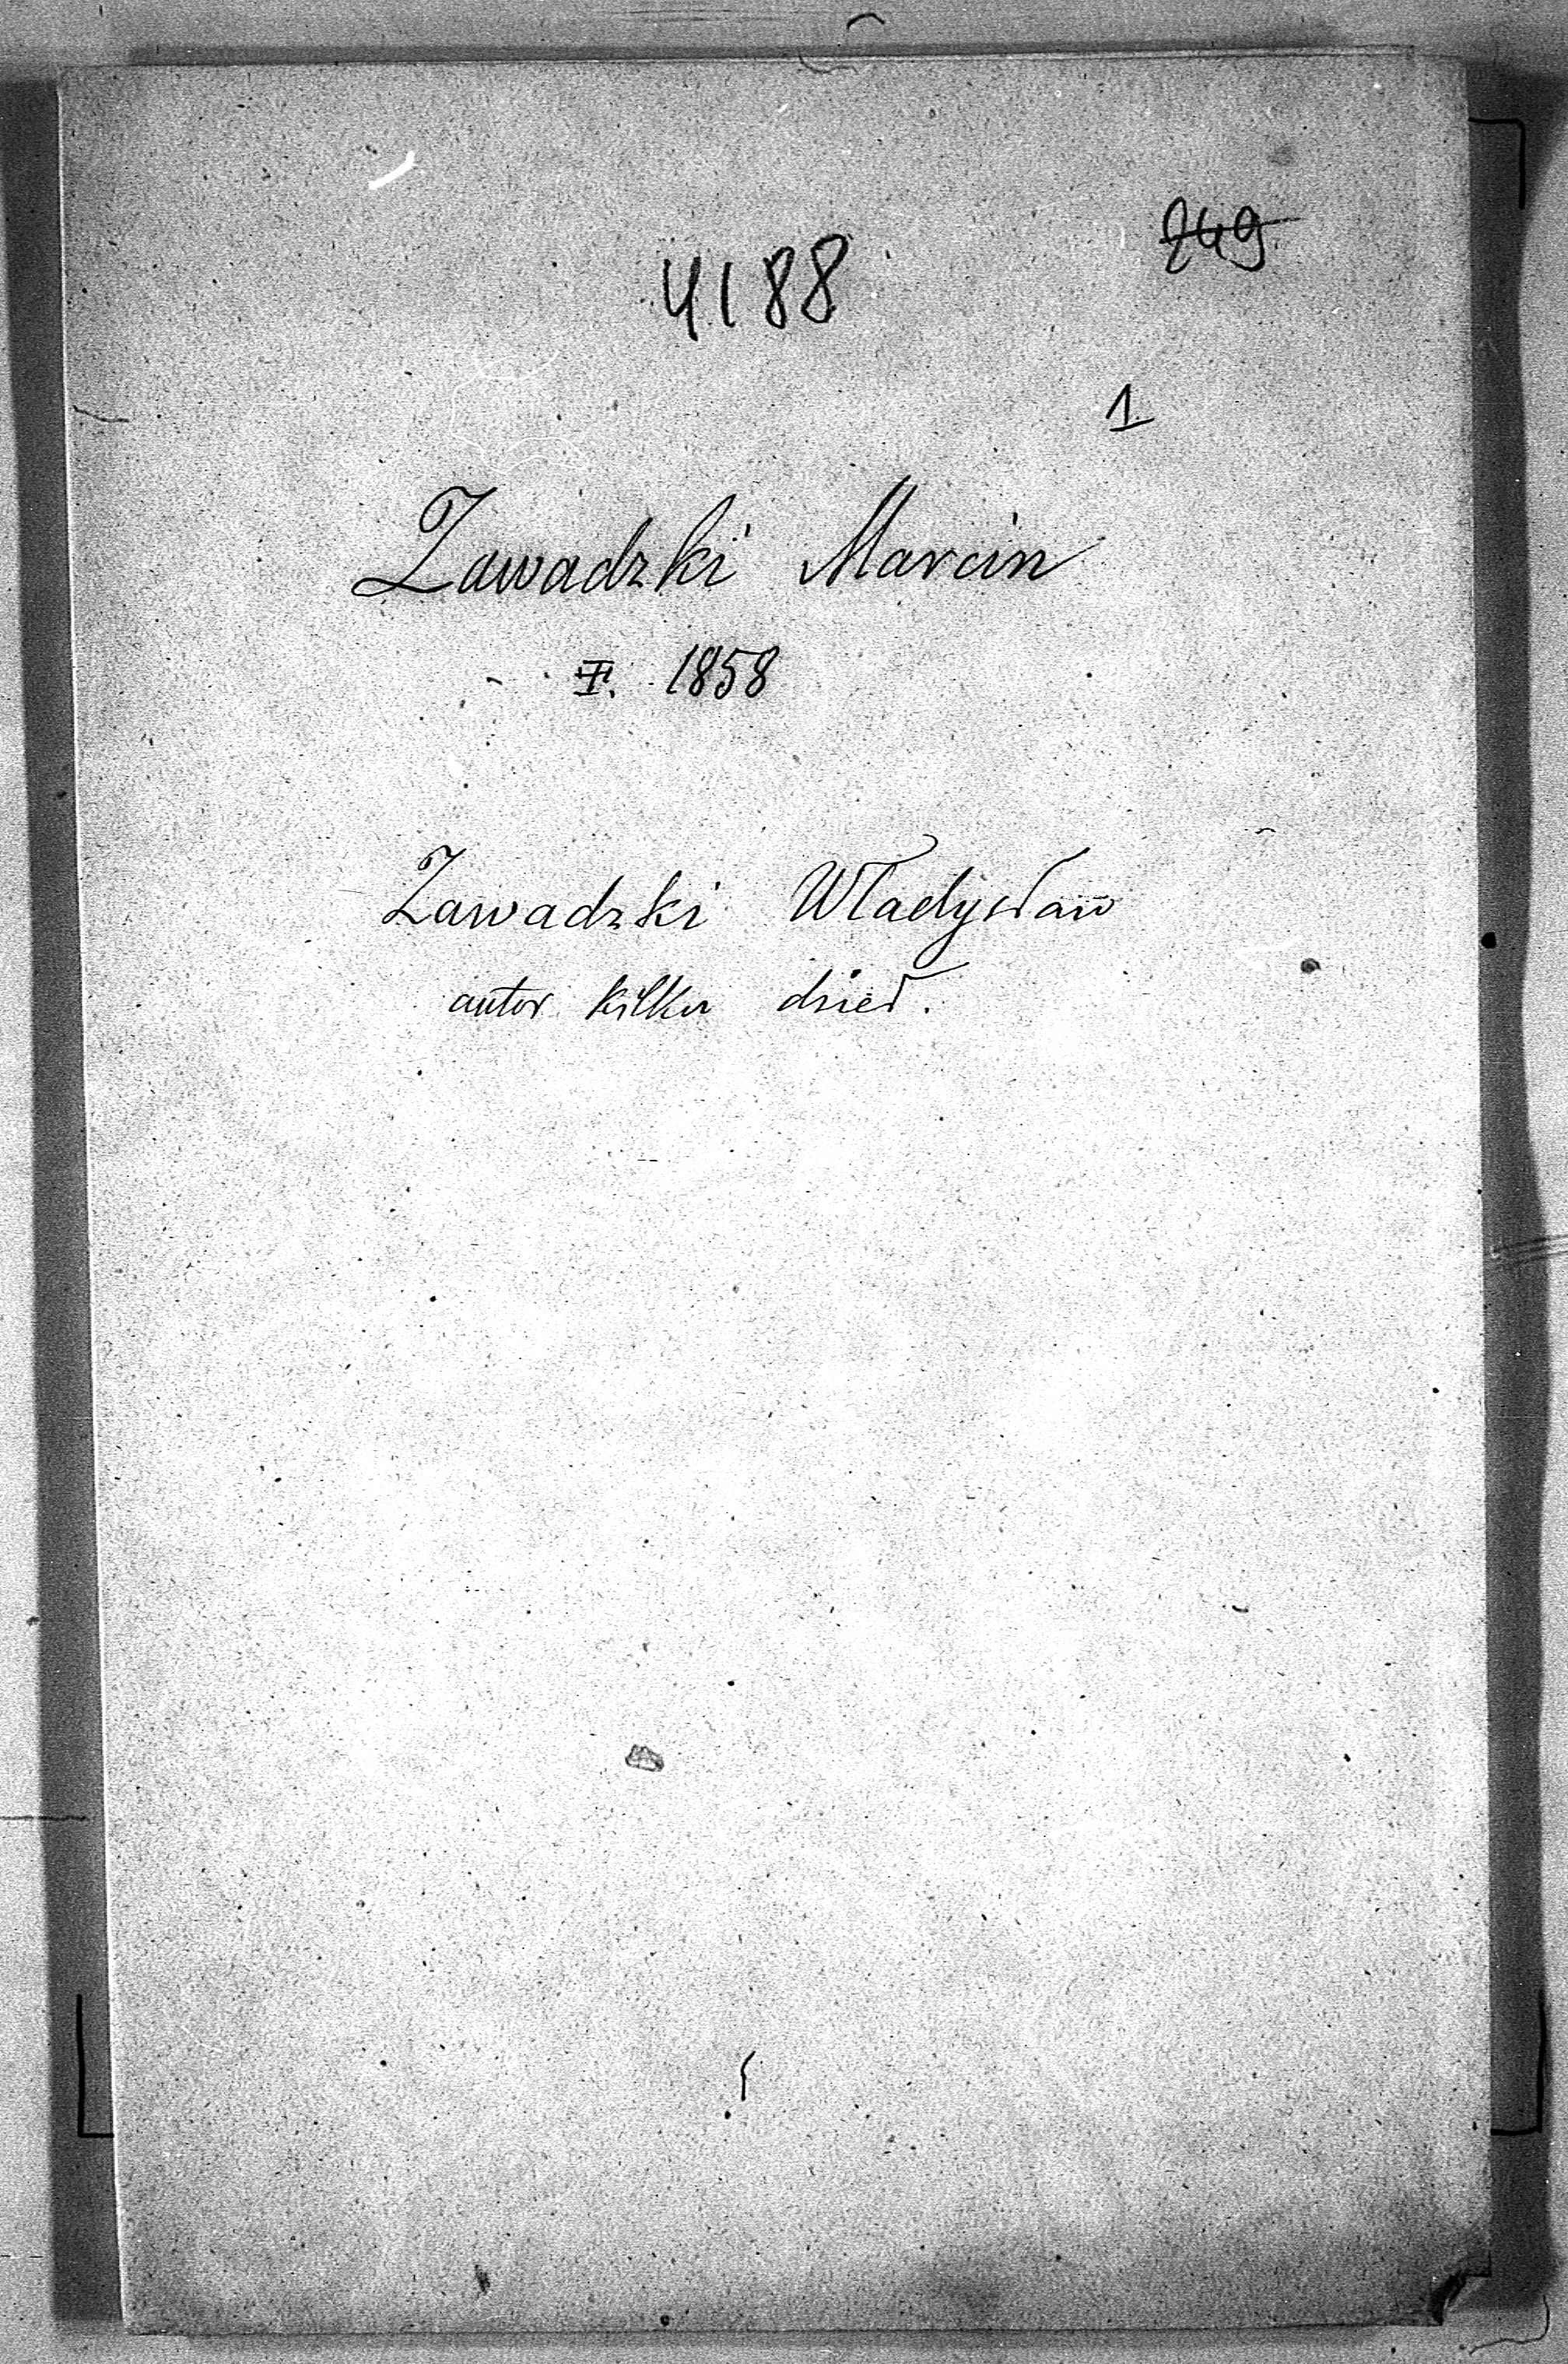 249
4188
1
Zawadzki Marcin
1858
Zawadzki Władysław
autor kilku dzieł.